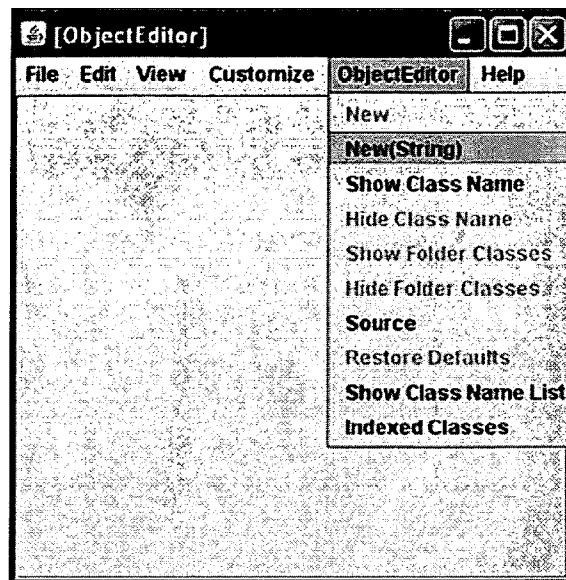 [ObjectEditor]
File Edit View Customize ObjectEditor Help
New
New(String)
Show Class Name
Hide Class Name
Show Folder Classes
Hide Folder Classes
Source
Restore Defaults
Show Class Name List
Indexed Classes